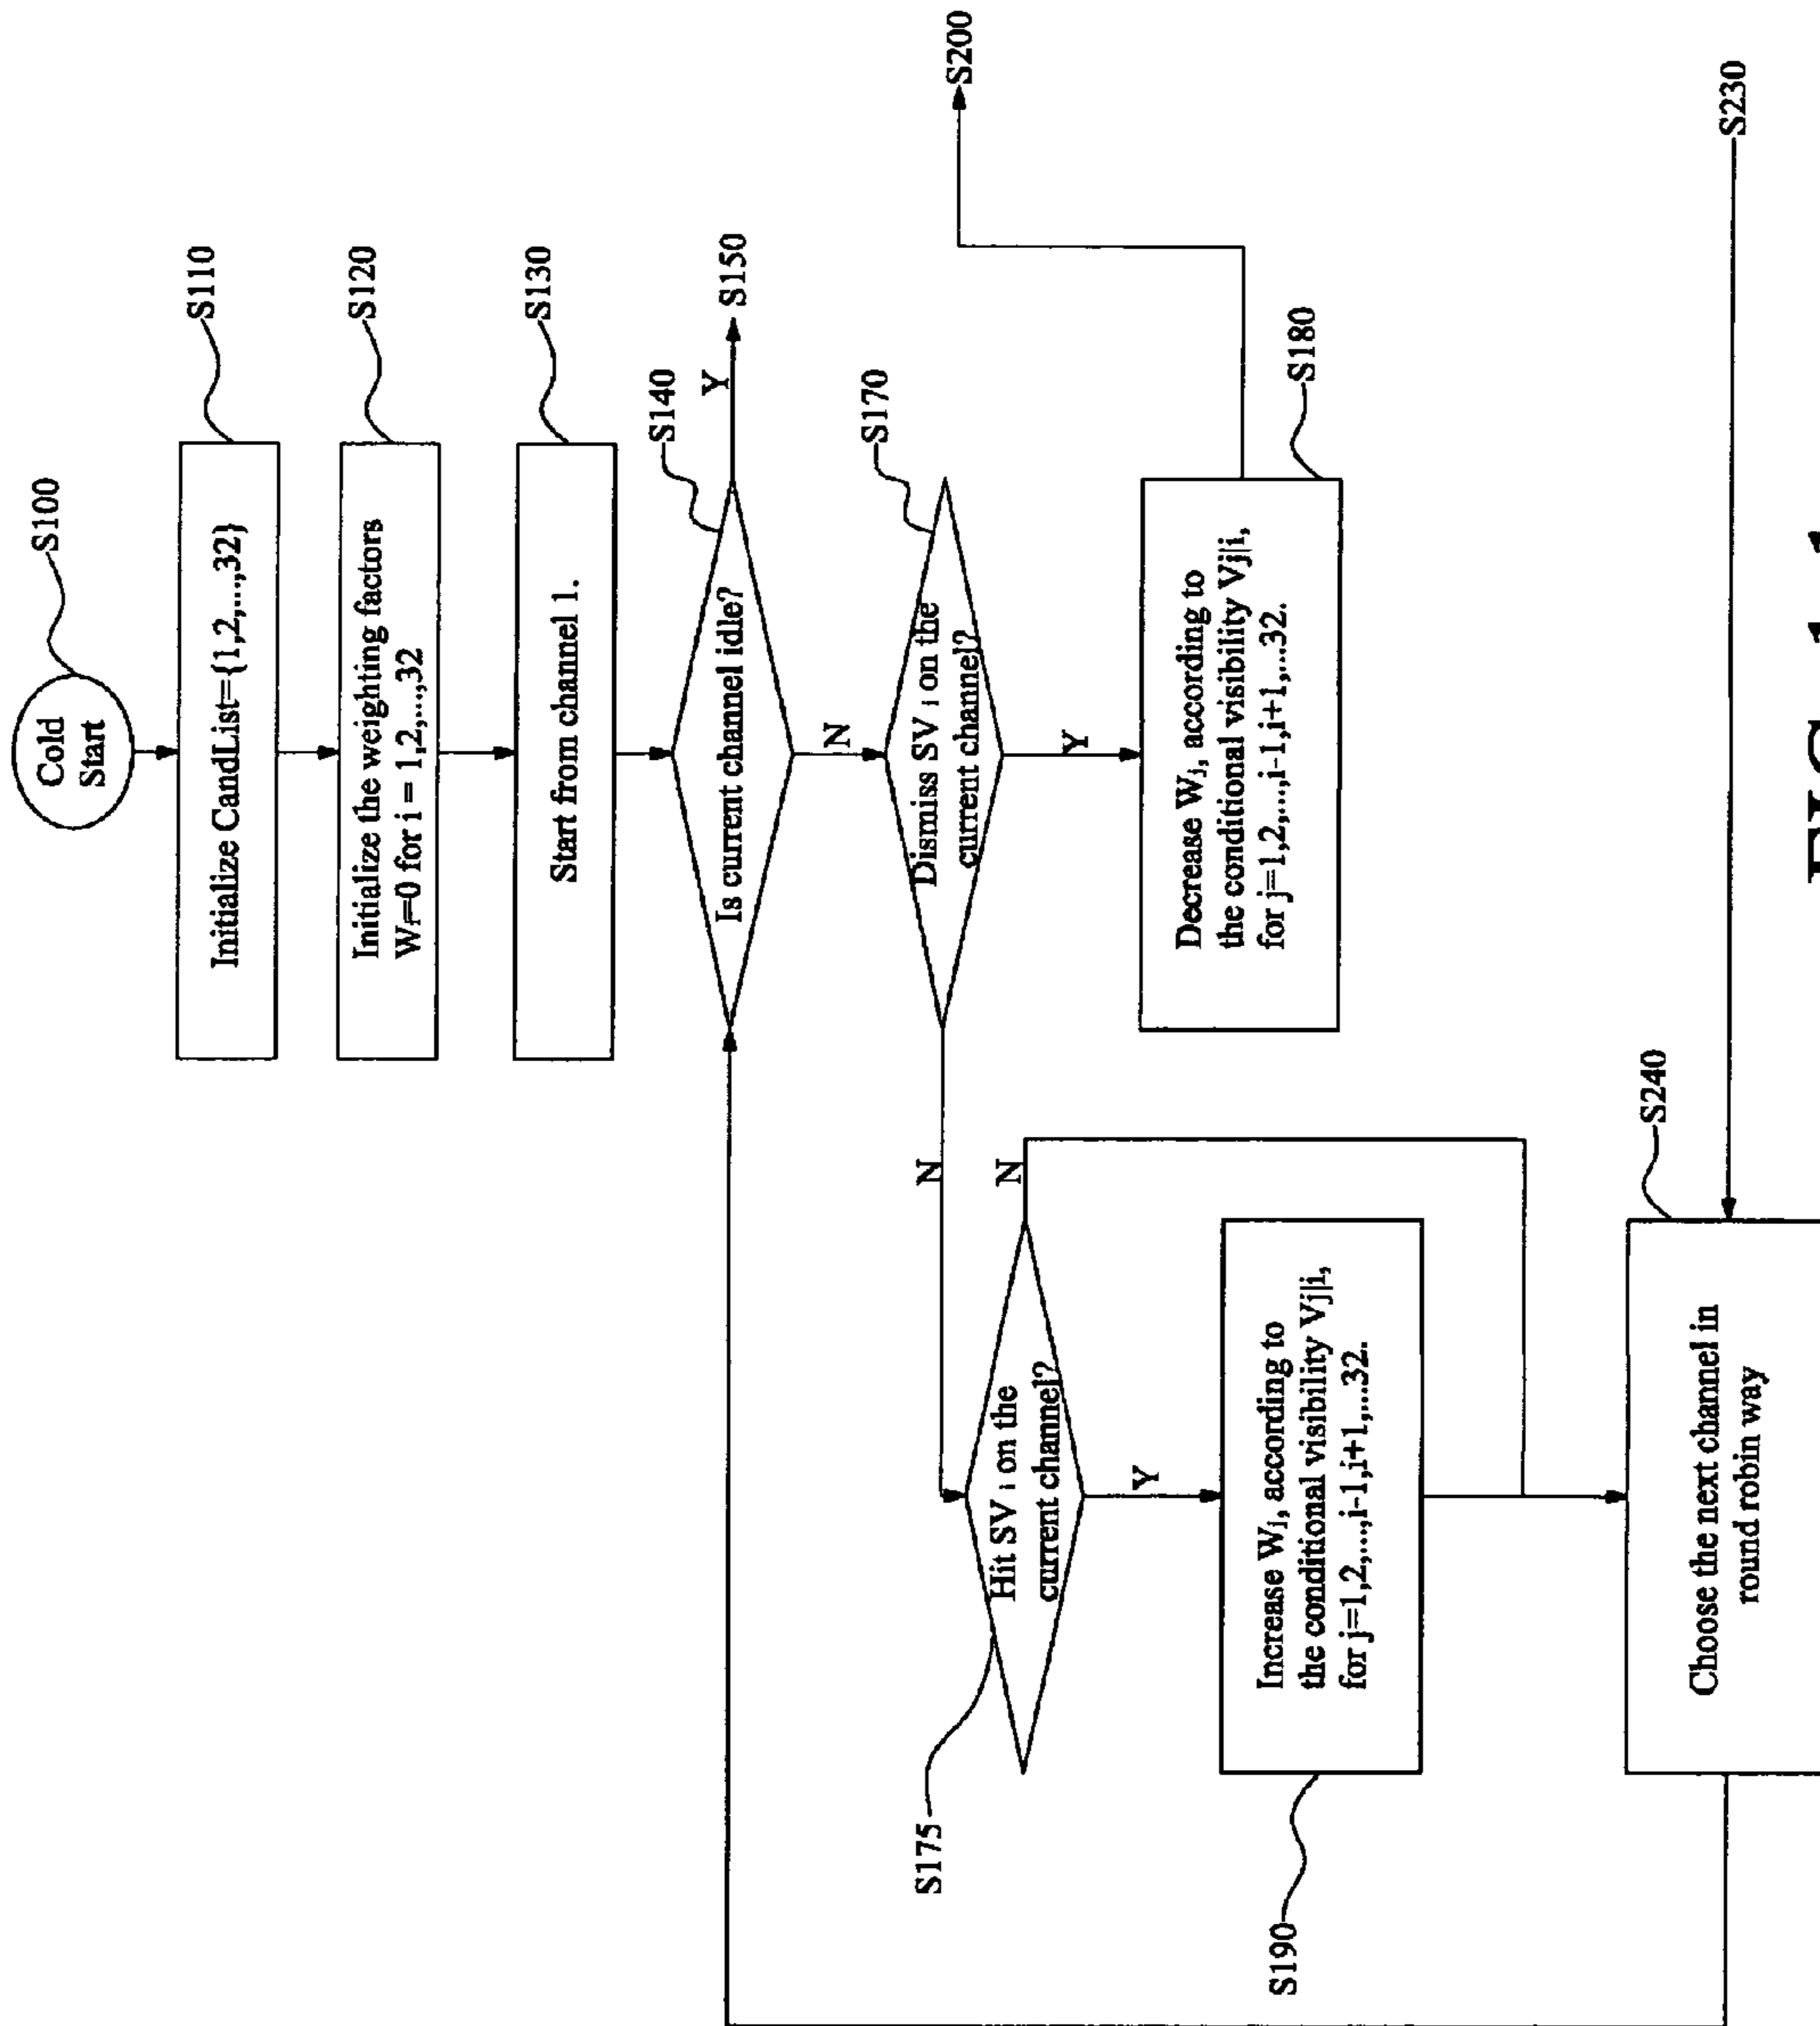 Cold
Start
S100
Initialize CandList={1,2,...,32}
S110
Initialize the weighting factors
Wi=0 for i = 1,2,...,32
S120
Start from channel 1.
S130
Is current channel idle?
S140
Y
S150
N
Dismiss SV i on the
current channel?
S170
N
Y
Decrease Wj, according to
the conditional visibility Vj|i,
for j=1,2,...,i-1,i+1,...32.
S180
S200
Hit SV i on the
current channel?
S175
N
Y
Increase Wj, according to
the conditional visibility Vj|i,
for j=1,2,...,i-1,i+1,...32.
S190
Choose the next channel in
round robin way
S240
S230